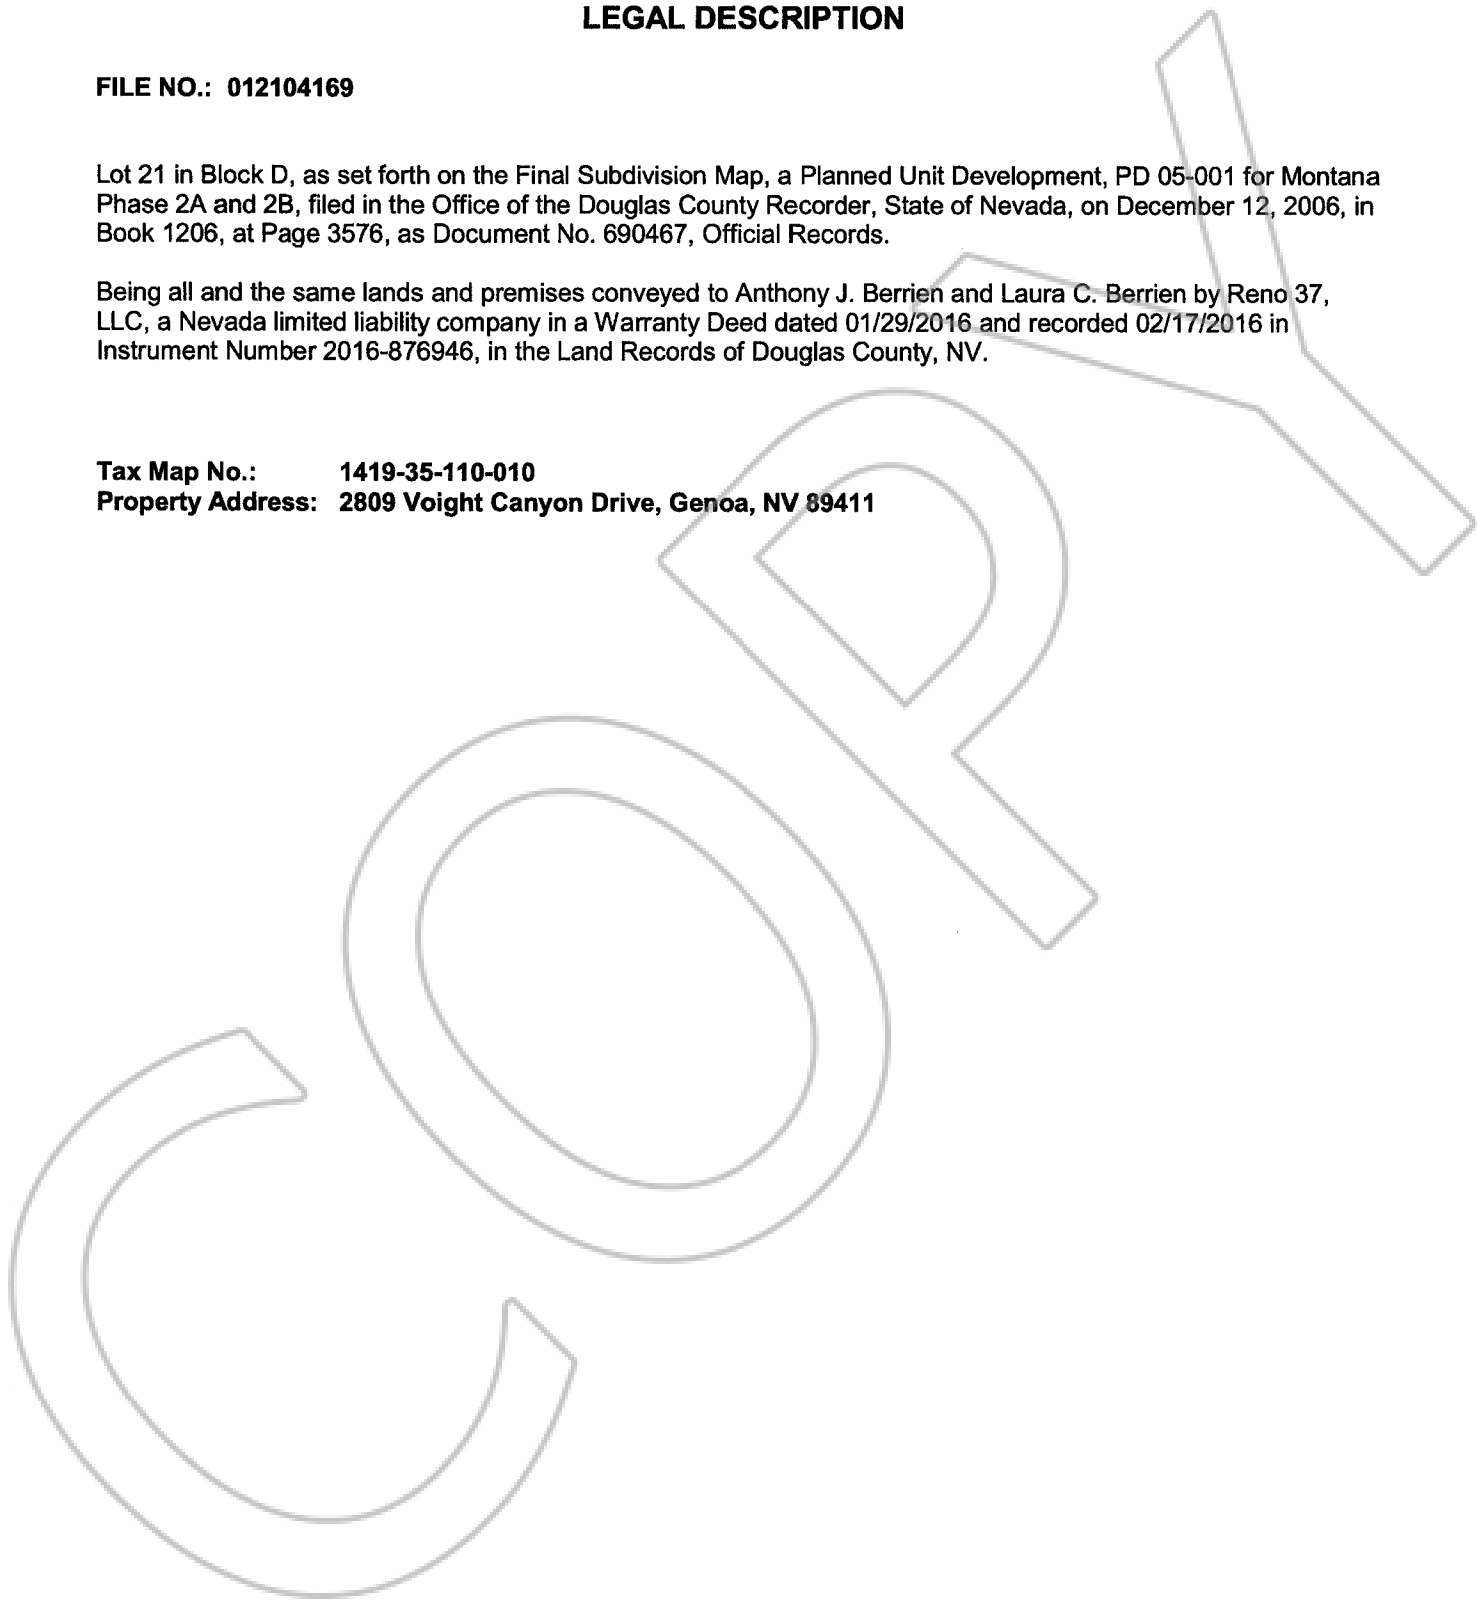 LEGAL DESCRIPTION
FILE NO.: 012104169
Lot 21 in Block D, as set forth on the Final Subdivision Map, a Planned Unit Development, PD 05-001 for Montana
Phase 2A and 2B, filed in the Office of the Douglas County Recorder, State of Nevada, on December 12, 2006, in
Book 1206, at Page 3576, as Document No. 690467, Official Records.
Being all and the same lands and premises conveyed to Anthony J. Berrien and Laura C. Berrien by Reno 37,
LLC, a Nevada limited liability company in a Warranty Deed dated 01/29/2016 and recorded 02/17/2016 in
Instrument Number 2016-876946, in the Land Records of Douglas County, NV.
Tax Map No.: 1419-35-110-010
Property Address: 2809 Voight Canyon Drive, Genoa, NV 89411
COPY